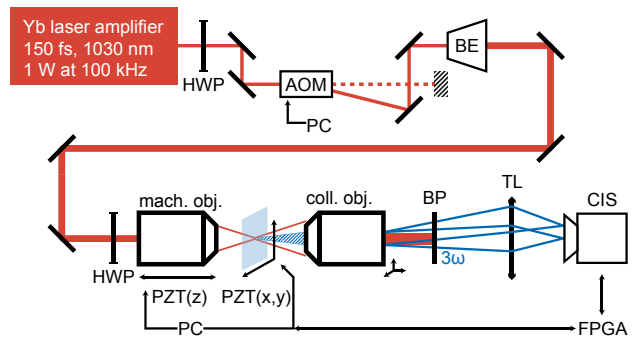 Yb laser amplifier
150 fs, 1030 nm
1 W at 100 kHz
HWP
AOM
PC
BE
mach. obj.
coll. obj.
BP
TL
CIS
HWP
3ω
PZT(z)
PZT(x,y)
PC
FPGA